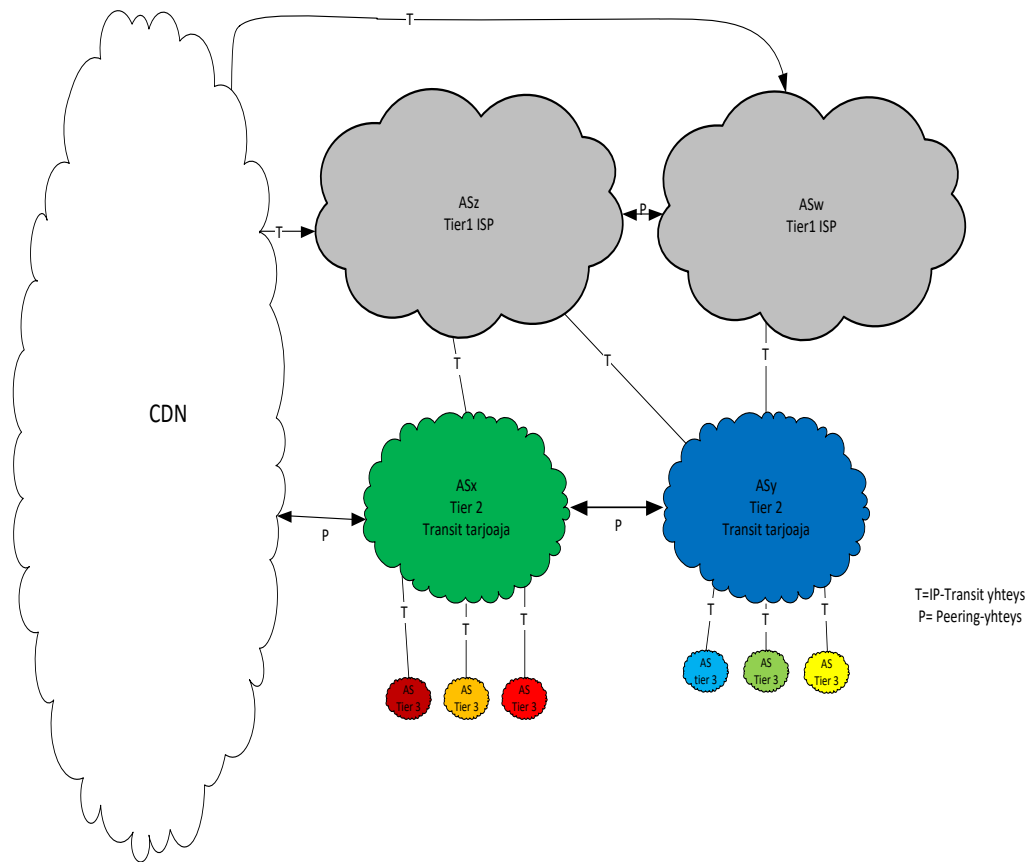 T
ASz
Tier1 ISP
P
ASw
Tier1 ISP
T
T
T
T
CDN
ASx
Tier 2
Transit tarjoaja
P
P
ASy
Tier 2
Transit tarjoaja
T=IP-Transit yhteys
P= Peering-yhteys
T
T
T
T
T
T
AS
Tier 3
AS
Tier 3
AS
Tier 3
AS
tier 3
AS
Tier 3
AS
Tier 3